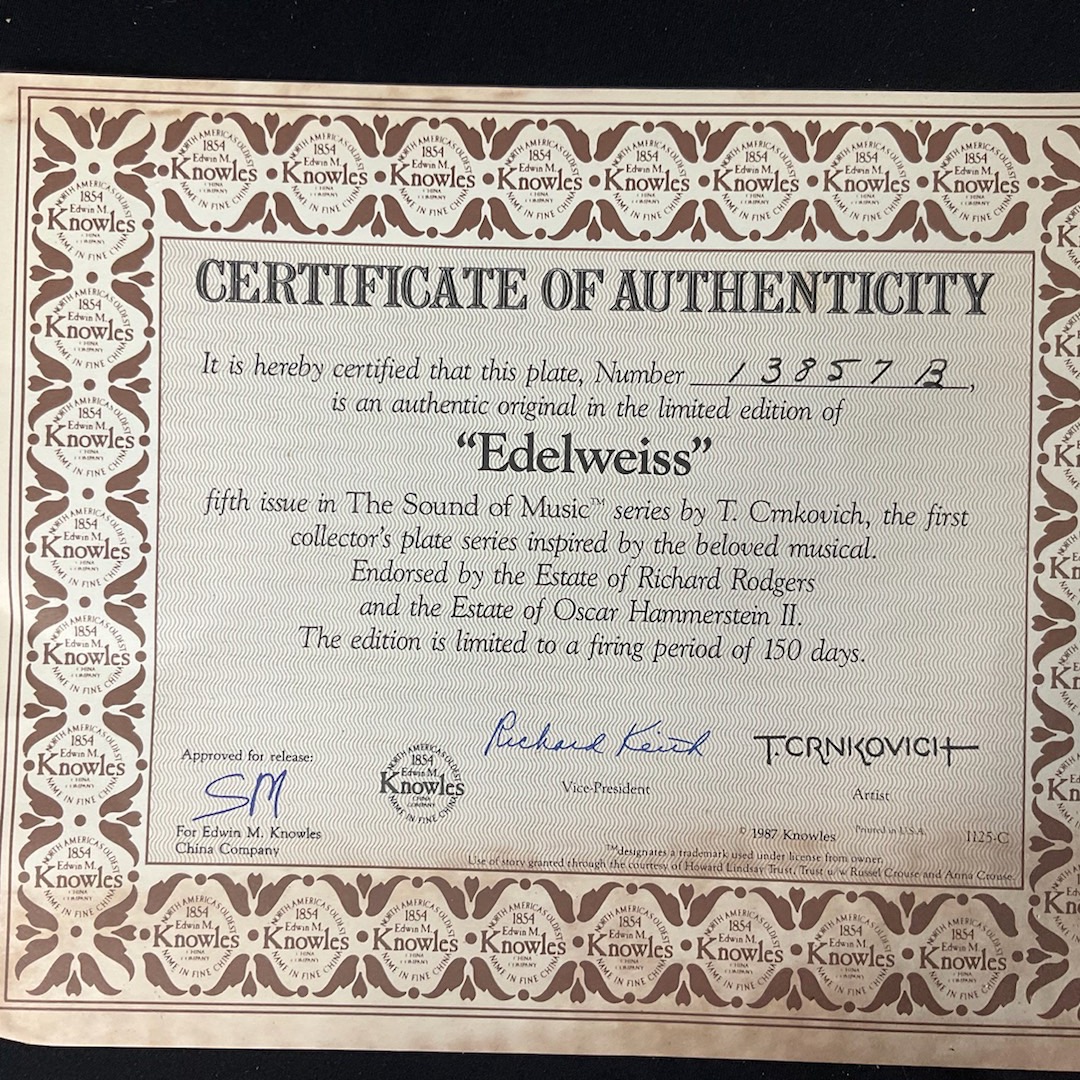 CERTIFICATE OF AUTHENTICITY
It is hereby certified that this plate, Number 13857B,
is an authentic original in the limited edition of
“Edelweiss”
fifth issue in The Sound of Music™ series by T. Crnkovich, the first
collector's plate series inspired by the beloved musical.
Endorsed by the Estate of Richard Rodgers
and the Estate of Oscar Hammerstein II.
The edition is limited to a firing period of 150 days.
Approved for release:
SM
For Edwin M. Knowles
China Company
NORTH AMERICA'S OLDEST
1854
Edwin M.
Knowles
CHINA
COMPANY
NAME IN FINE CHINA
Richard Keith
Vice-President
T.CRNKOVICH
Artist
© 1987 Knowles
Printed in U.S.A.
1125-C
™designates a trademark used under license from owner.
Use of story granted through the courtesy of Howard Lindsay Trust, Trust u/w Russel Crouse and Anna Crouse.